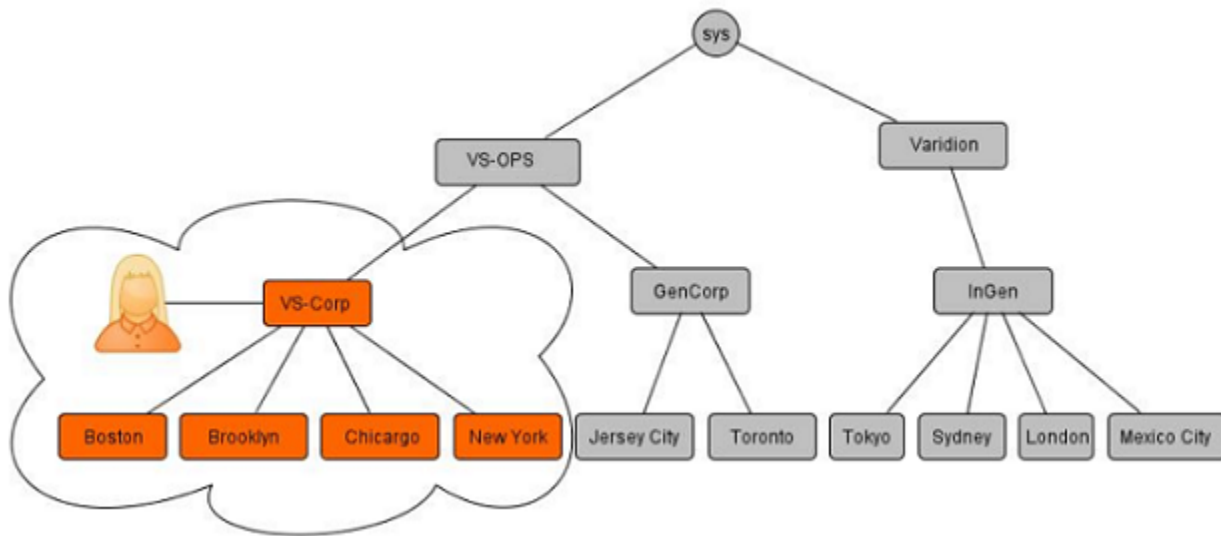 sys
VS-OPS
Varidion
VS-Corp
GenCorp
InGen
Boston
Brooklyn
Chicargo
New York
Jersey City
Toronto
Tokyo
Sydney
London
Mexico City